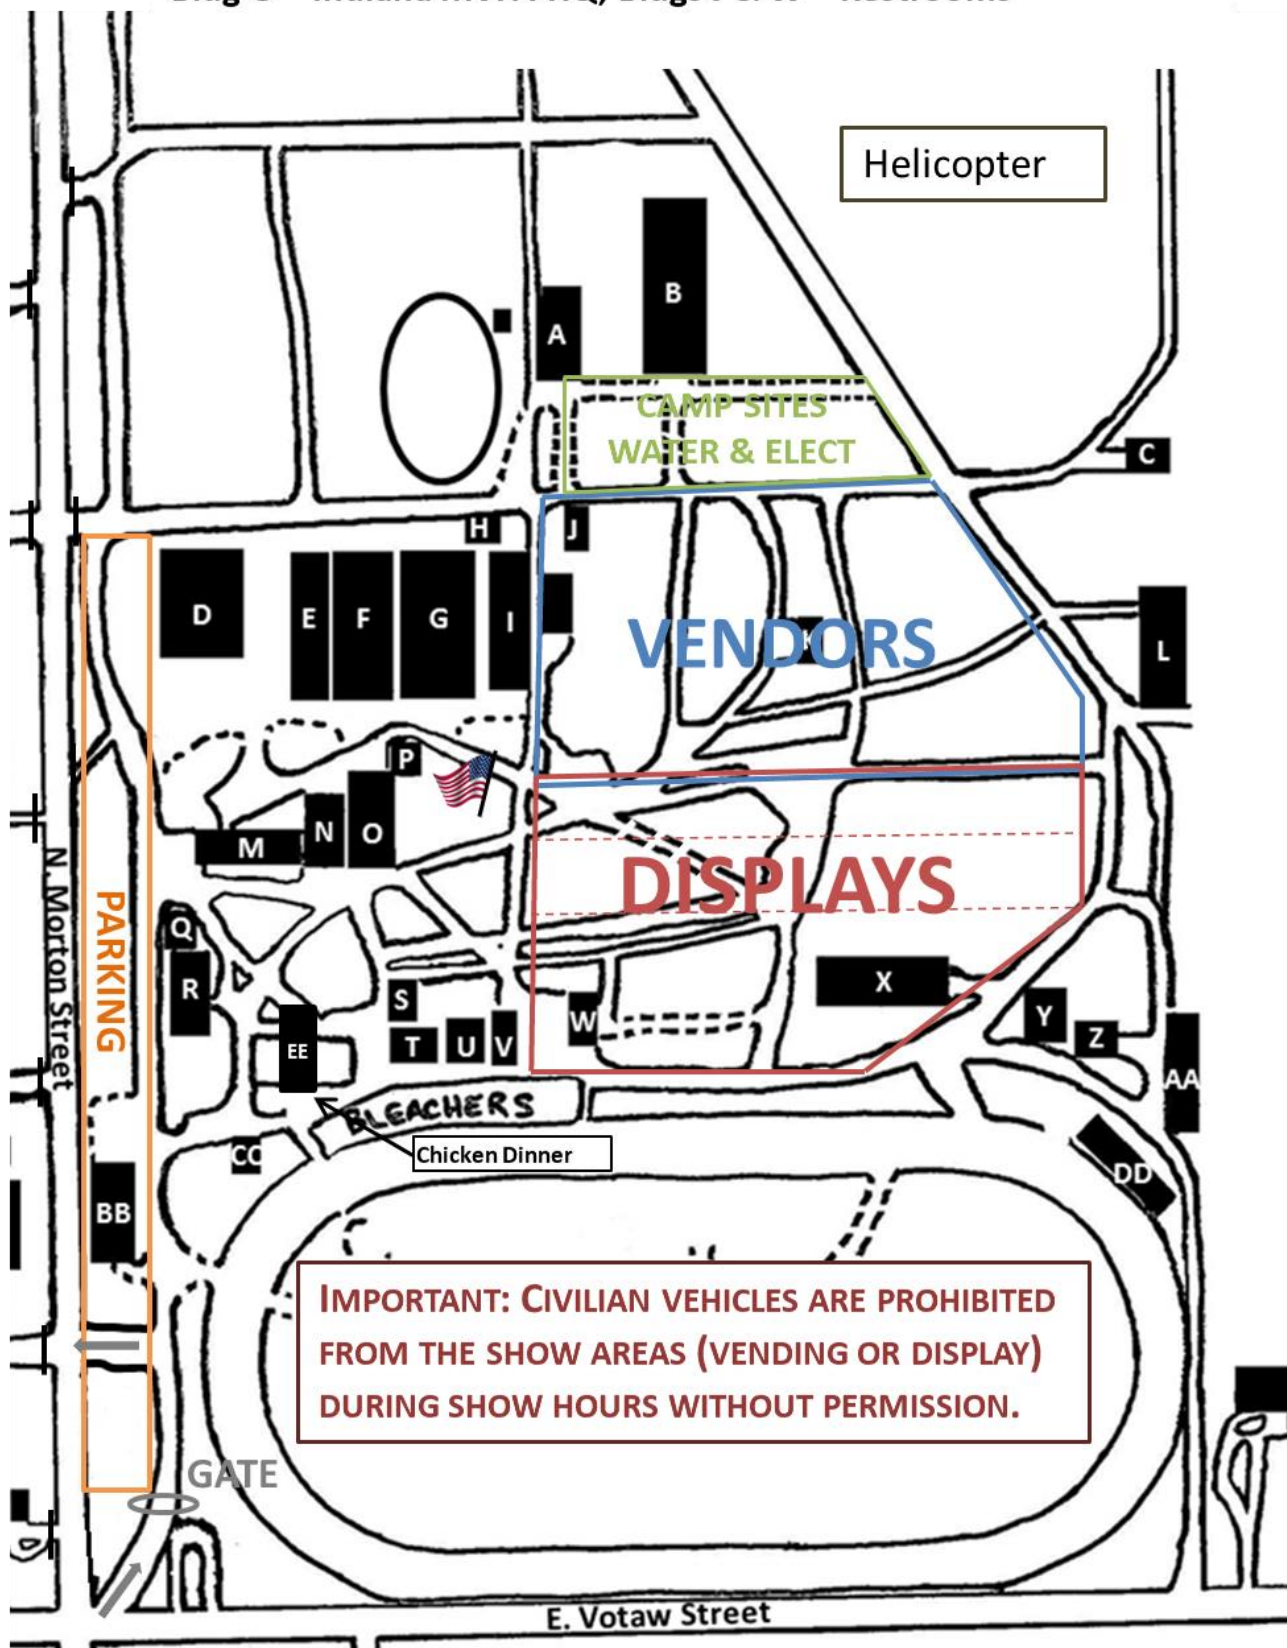 Helicopter
B
A
CAMP SITES
WATER & ELECT
C
H
J
D
E
F
G
I
VENDORS
K
L
P
M
N
O
N. Morton Street
PARKING
DISPLAYS
Q
R
S
T
U
V
W
X
Y
Z
EE
AA
BLEACHERS
Chicken Dinner
CC
DD
BB
IMPORTANT: CIVILIAN VEHICLES ARE PROHIBITED
FROM THE SHOW AREAS (VENDING OR DISPLAY)
DURING SHOW HOURS WITHOUT PERMISSION.
GATE
E. Votaw Street